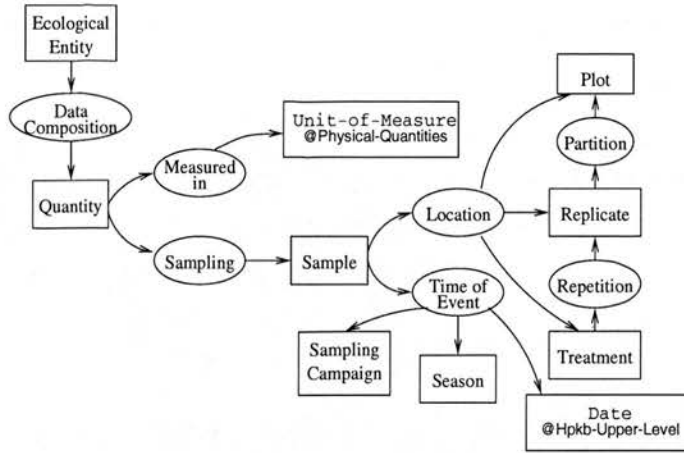 Ecological
Entity
Data
Composition
Quantity
Measured
in
Unit-of-Measure
@Physical-Quantities
Sampling
Sample
Location
Time of
Event
Sampling
Campaign
Season
Plot
Partition
Replicate
Repetition
Treatment
Date
@Hpkb-Upper-Level